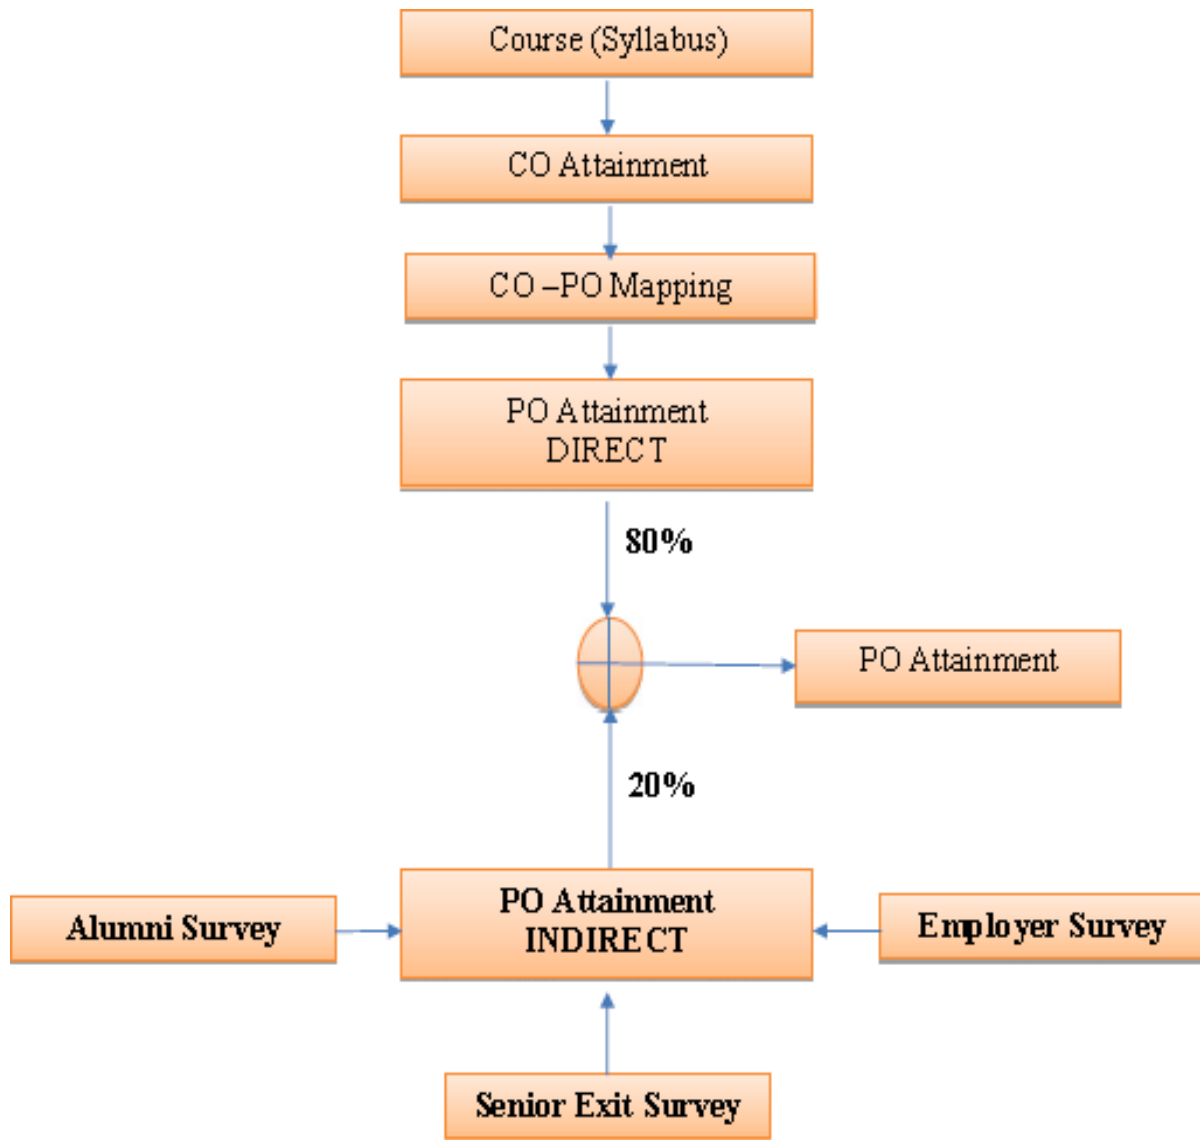 Course (Syllabus)
CO Attainment
CO –PO Mapping
PO Attainment
DIRECT
80%
PO Attainment
20%
PO Attainment
INDIRECT
Alumni Survey
Employer Survey
Senior Exit Survey